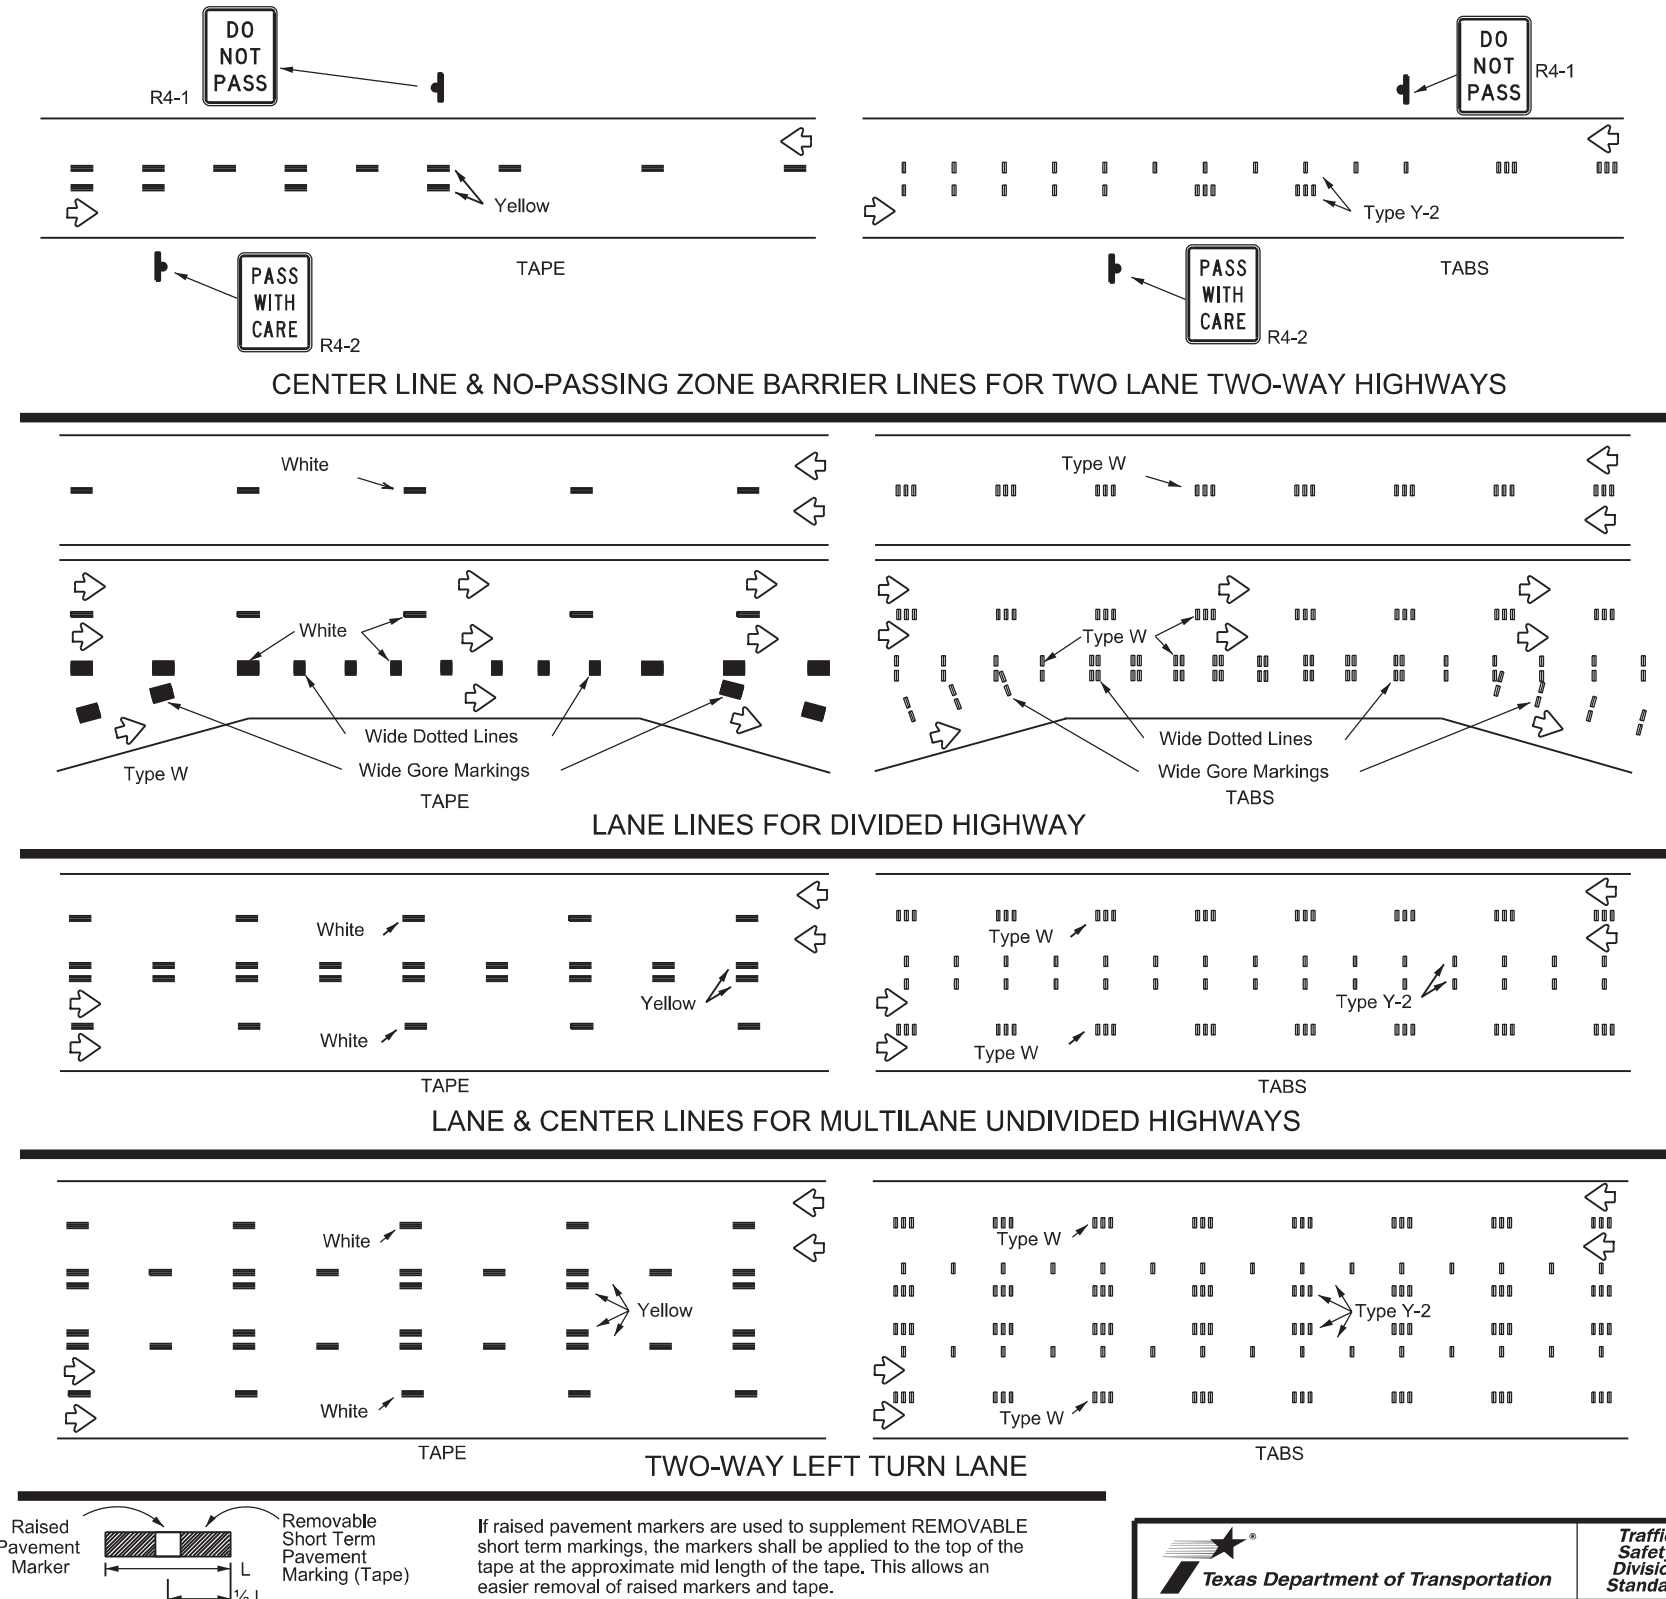 DO
NOT
PASS
R4-1
DO
NOT
PASS
R4-1
Yellow
Type Y-2
PASS
WITH
CARE
R4-2
TAPE
PASS
WITH
CARE
R4-2
TABS
CENTER LINE & NO-PASSING ZONE BARRIER LINES FOR TWO LANE TWO-WAY HIGHWAYS
White
Type W
White
Type W
Wide Dotted Lines
Wide Gore Markings
Type W
TAPE
Wide Dotted Lines
Wide Gore Markings
TABS
LANE LINES FOR DIVIDED HIGHWAY
White
Yellow
White
TAPE
Type W
Type Y-2
Type W
TABS
LANE & CENTER LINES FOR MULTILANE UNDIVIDED HIGHWAYS
White
Yellow
White
TAPE
Type W
Type Y-2
Type W
TABS
TWO-WAY LEFT TURN LANE
Raised
Pavement
Marker
L
½ L
Removable
Short Term
Pavement
Marking (Tape)
If raised pavement markers are used to supplement REMOVABLE
short term markings, the markers shall be applied to the top of the
tape at the approximate mid length of the tape. This allows an
easier removal of raised markers and tape.
Texas Department of Transportation
Traffic
Safety
Divisio
Standa